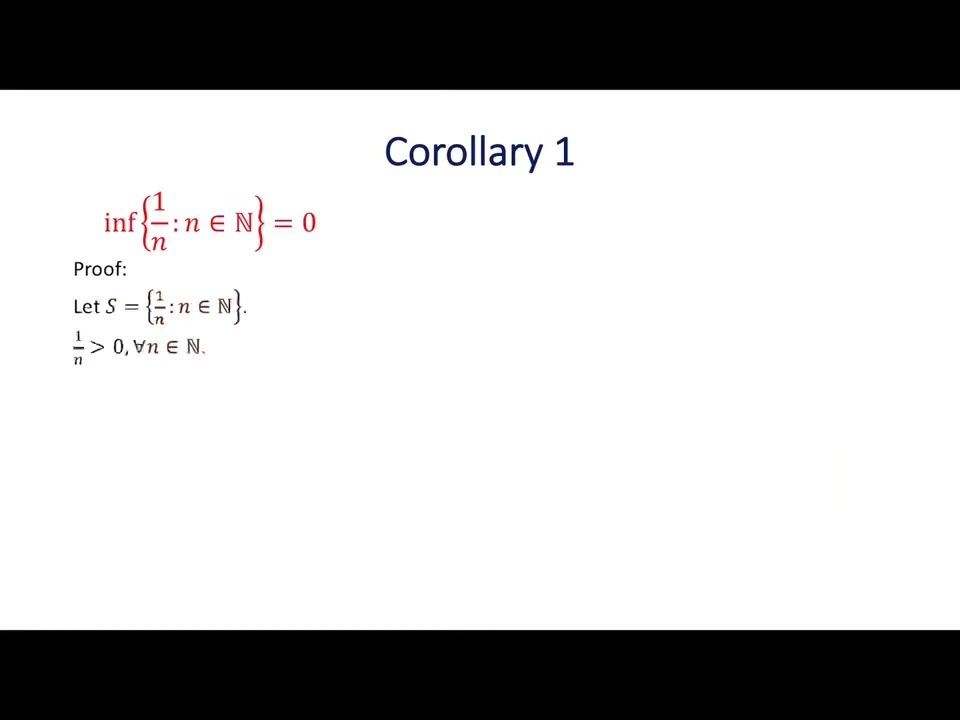 Corollary 1
inf{1/n : n ∈ ℕ} = 0
Proof:
Let S = {1/n : n ∈ ℕ}.
1/n > 0, ∀n ∈ ℕ.